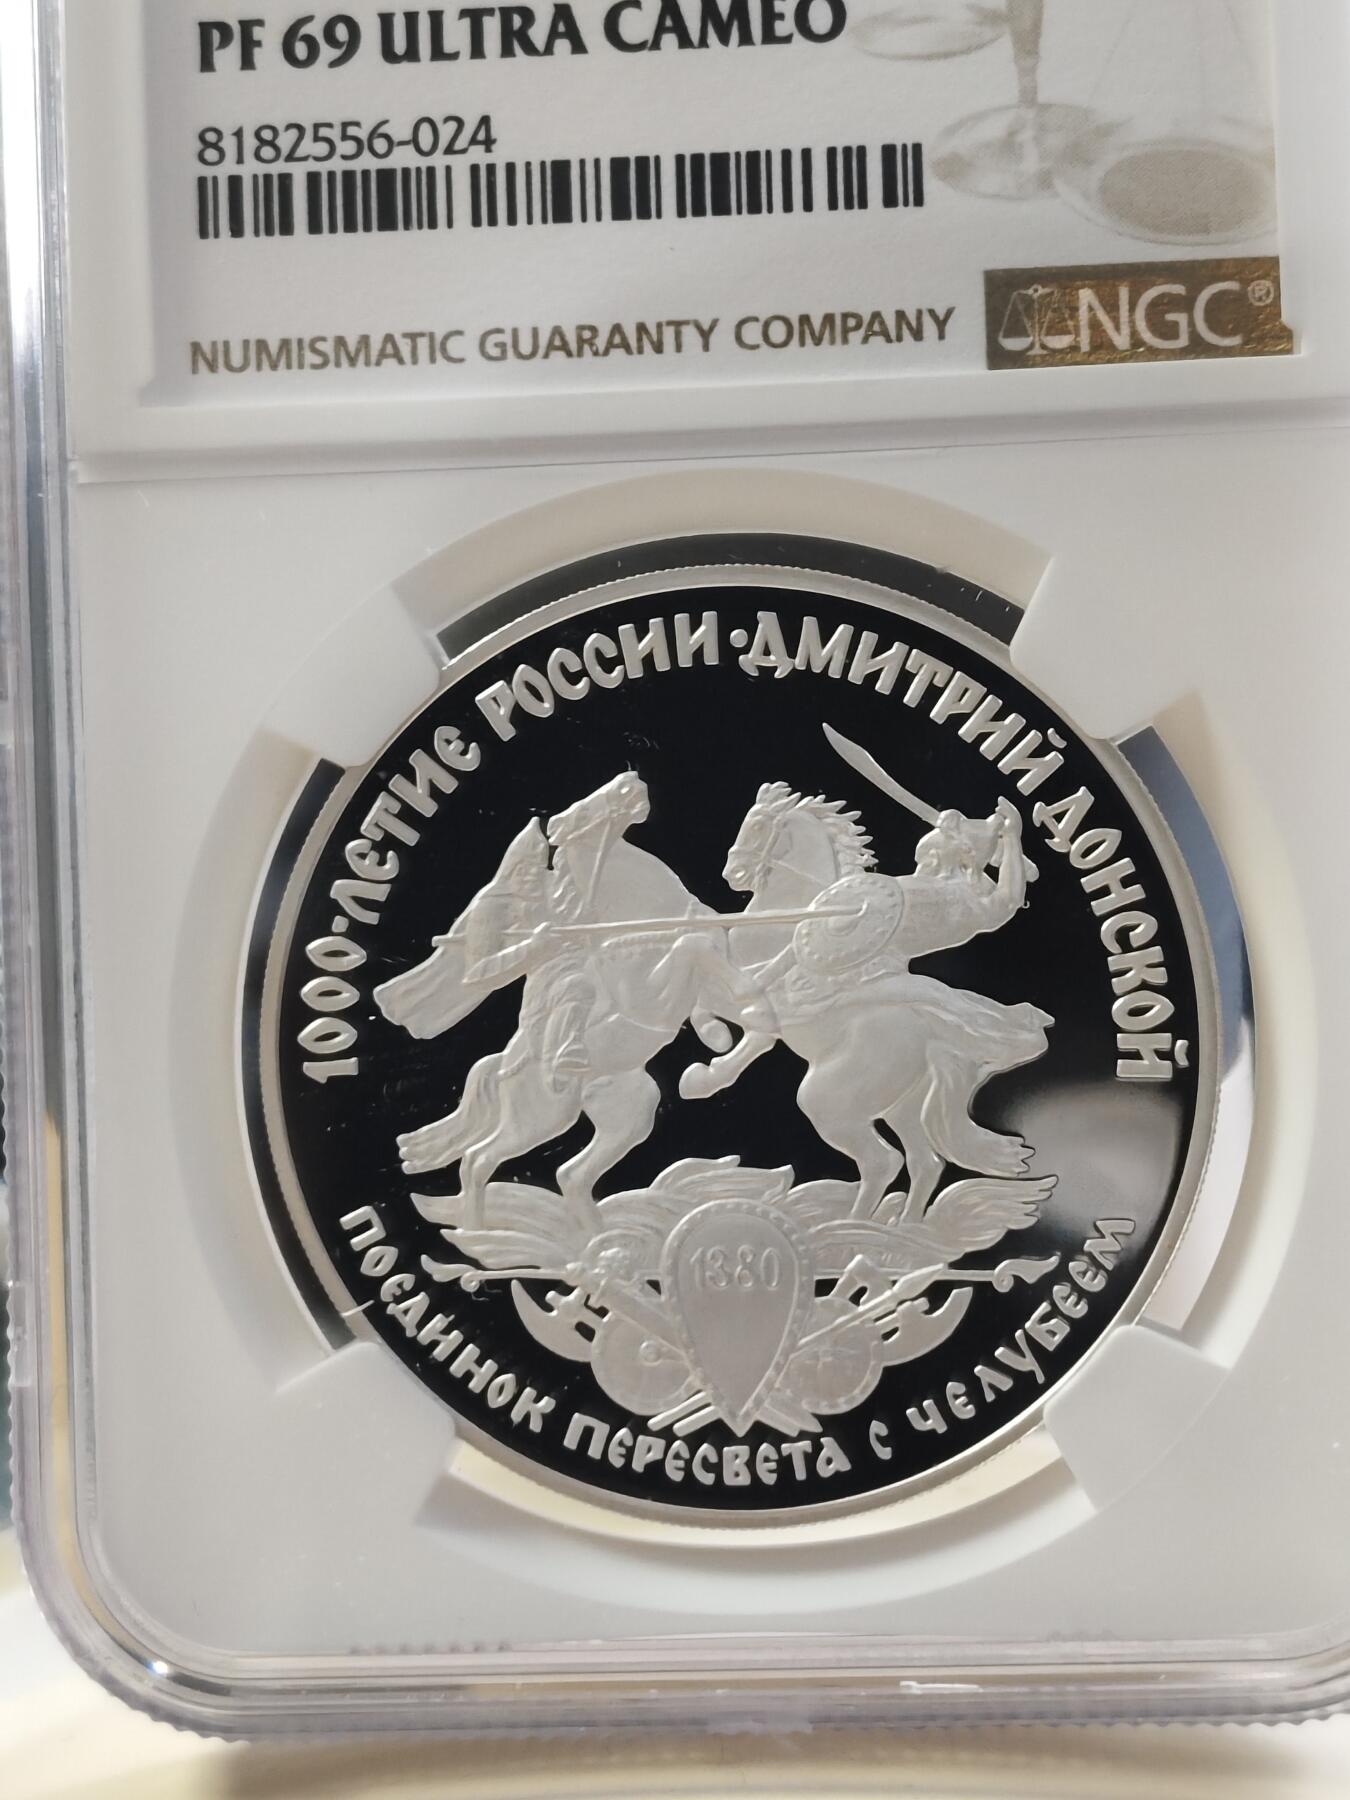 PF 69 ULTRA CAMEO
8182556-024
NUMISMATIC GUARANTY COMPANY
NGC®
1000-ЛЕТИЕ РОССИИ·ДМИТРИЙ ДОНСКОЙ
1380
ПОЕДИНОК ПЕРЕСВЕТА С ЧЕЛУБЕЕМ